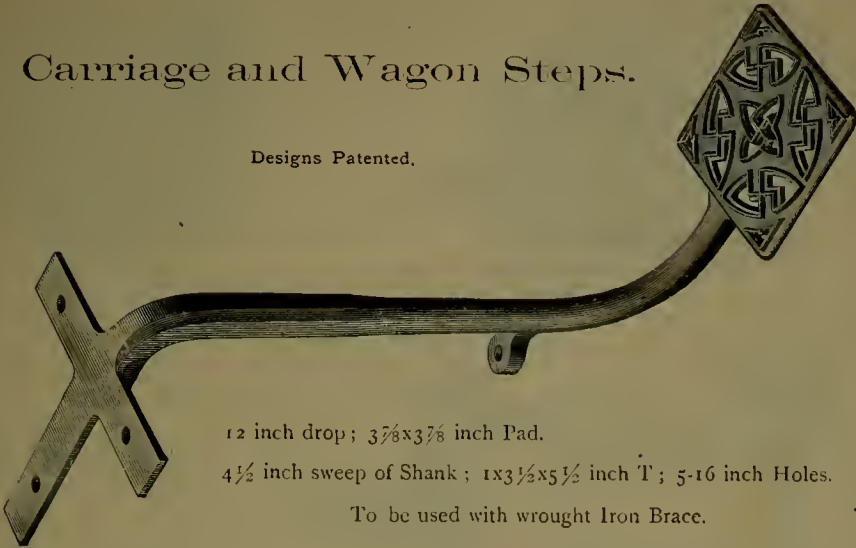 Carriage and Wagon Steps.
Designs Patented.
12 inch drop; 3⅞x3⅞ inch Pad.
4½ inch sweep of Shank; 1x3½x5½ inch T; 5-16 inch Holes.
To be used with wrought Iron Brace.